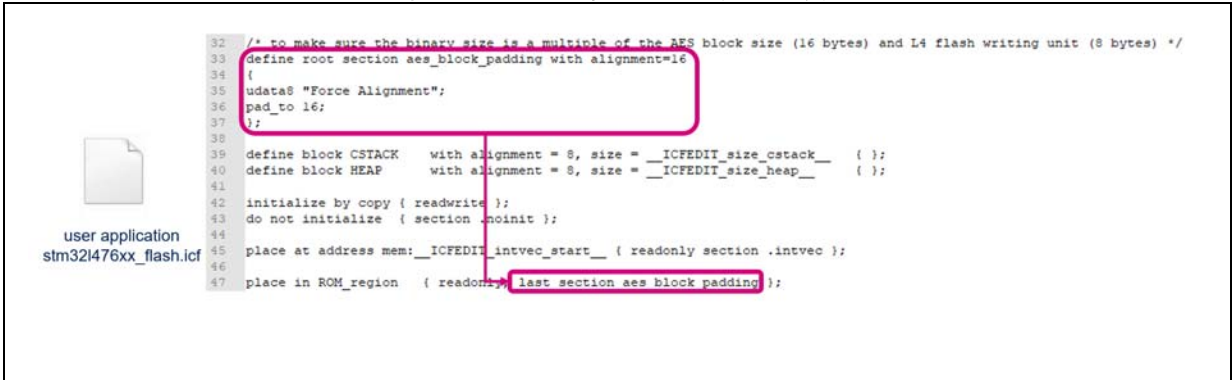 32 /* to make sure the binary size is a multiple of the AES block size (16 bytes) and L4 flash writing unit (8 bytes) */
33 define root section aes_block_padding with alignment=16
34 {
35 udata8 "Force Alignment";
36 pad_to 16;
37 };
38
39 define block CSTACK    with alignment = 8, size = __ICFEDIT_size_cstack__   { };
40 define block HEAP      with alignment = 8, size = __ICFEDIT_size_heap__     { };
41
42 initialize by copy { readwrite };
43 do not initialize  { section .noinit };
44
45 place at address mem:__ICFEDIT_intvec_start__ { readonly section .intvec };
46
47 place in ROM_region   { readonly, last section aes_block_padding };
user application
stm32l476xx_flash.icf